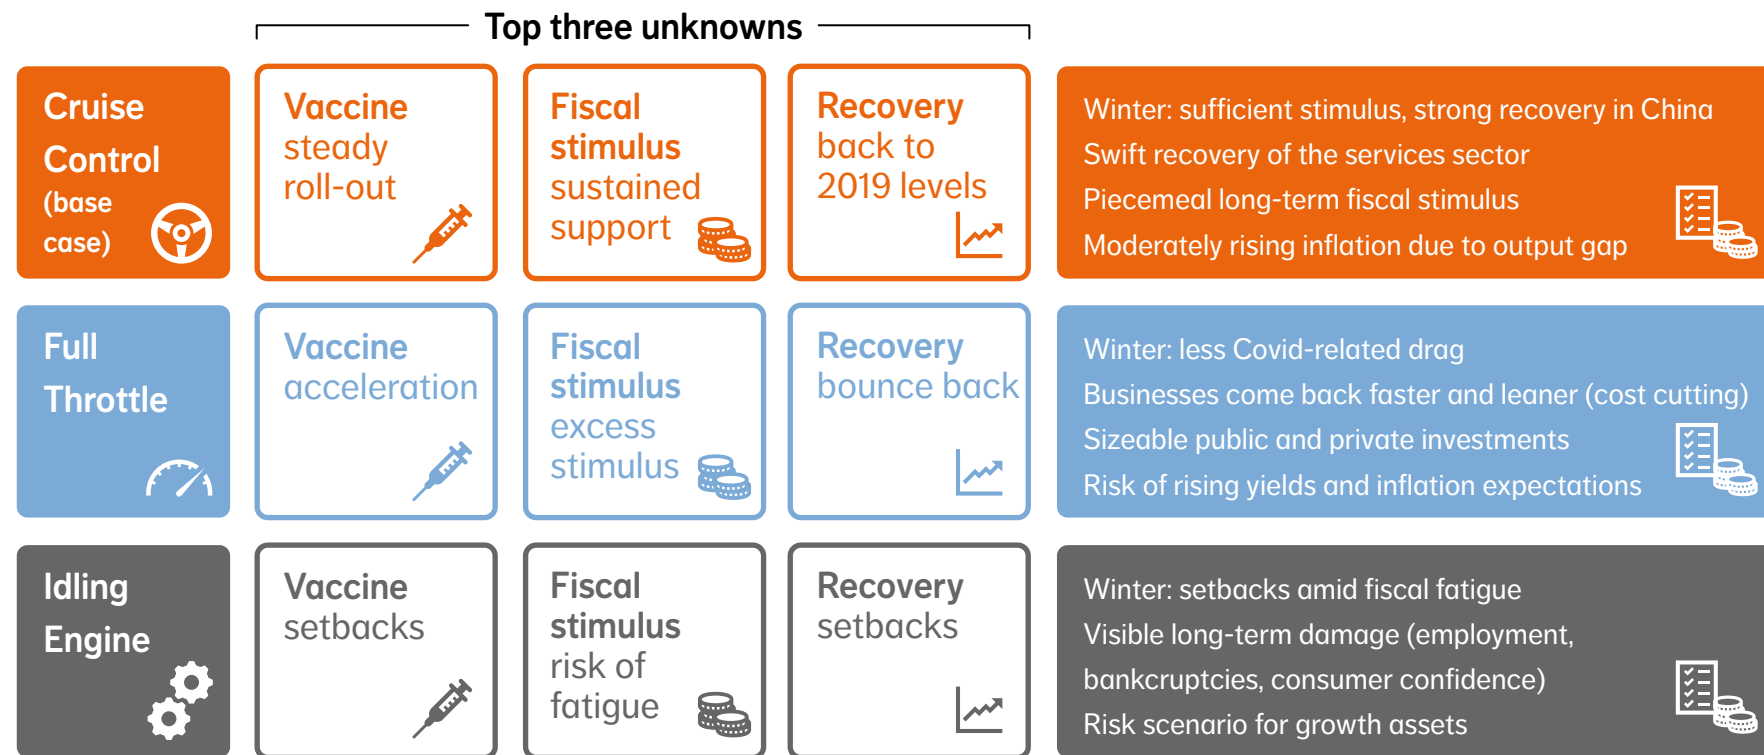 Top three unknowns
Cruise
Control
(base
case)
Vaccine
steady
roll-out
Fiscal
stimulus
sustained
support
Recovery
back to
2019 levels
Winter: sufficient stimulus, strong recovery in China
Swift recovery of the services sector
Piecemeal long-term fiscal stimulus
Moderately rising inflation due to output gap
Full
Throttle
Vaccine
acceleration
Fiscal
stimulus
excess
stimulus
Recovery
bounce back
Winter: less Covid-related drag
Businesses come back faster and leaner (cost cutting)
Sizeable public and private investments
Risk of rising yields and inflation expectations
Idling
Engine
Vaccine
setbacks
Fiscal
stimulus
risk of
fatigue
Recovery
setbacks
Winter: setbacks amid fiscal fatigue
Visible long-term damage (employment,
bankcruptcies, consumer confidence)
Risk scenario for growth assets